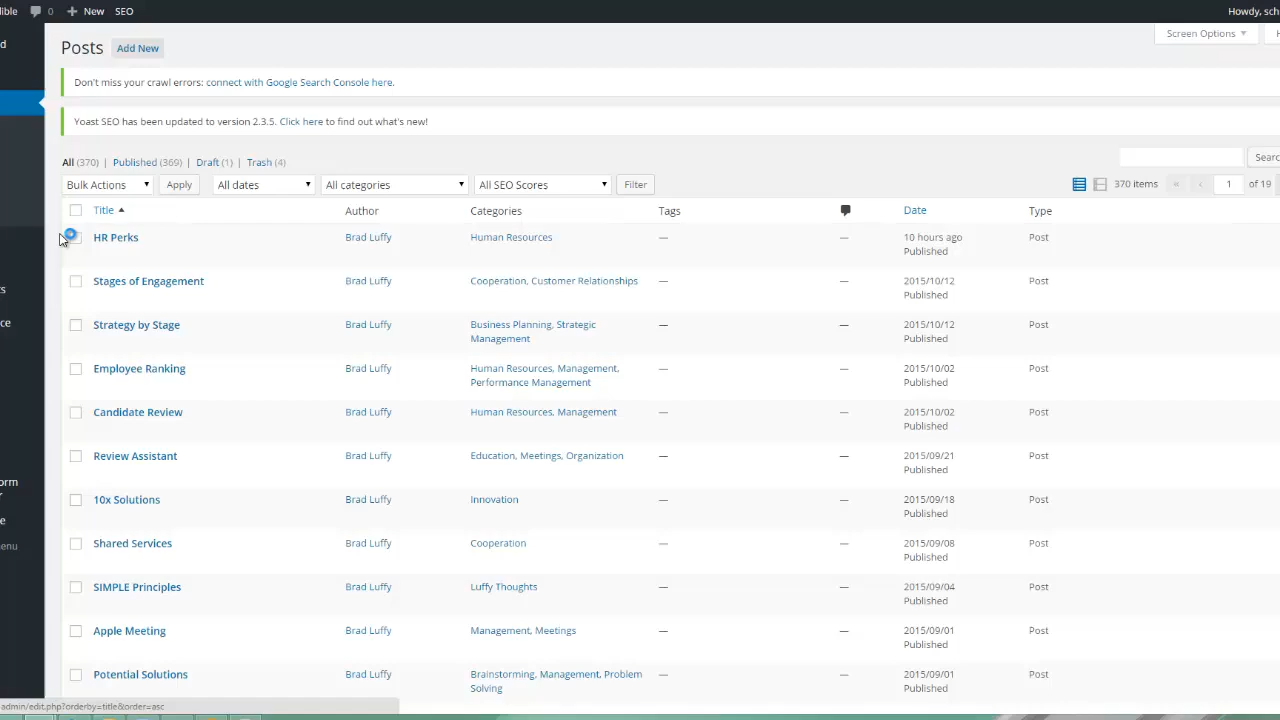 ible 0 New SEO Howdy, sch
Posts Add New Screen Options
Don't miss your crawl errors: connect with Google Search Console here.
Yoast SEO has been updated to version 2.3.5. Click here to find out what's new!
All (370) | Published (369) | Draft (1) | Trash (4)
Searc
Bulk Actions Apply All dates All categories All SEO Scores Filter 370 items « ‹ 1 of 19
Title Author Categories Tags Date Type
HR Perks Brad Luffy Human Resources — — 10 hours ago Post
Published
Stages of Engagement Brad Luffy Cooperation, Customer Relationships — — 2015/10/12 Post
Published
Strategy by Stage Brad Luffy Business Planning, Strategic — — 2015/10/12 Post
Management Published
Employee Ranking Brad Luffy Human Resources, Management, — — 2015/10/02 Post
Performance Management Published
Candidate Review Brad Luffy Human Resources, Management — — 2015/10/02 Post
Published
Review Assistant Brad Luffy Education, Meetings, Organization — — 2015/09/21 Post
Published
10x Solutions Brad Luffy Innovation — — 2015/09/18 Post
Published
Shared Services Brad Luffy Cooperation — — 2015/09/08 Post
Published
SIMPLE Principles Brad Luffy Luffy Thoughts — — 2015/09/04 Post
Published
Apple Meeting Brad Luffy Management, Meetings — — 2015/09/01 Post
Published
Potential Solutions Brad Luffy Brainstorming, Management, Problem — — 2015/09/01 Post
Solving Published
admin/edit.php?orderby=title&order=asc
d
s
ce
orm
r
e
enu